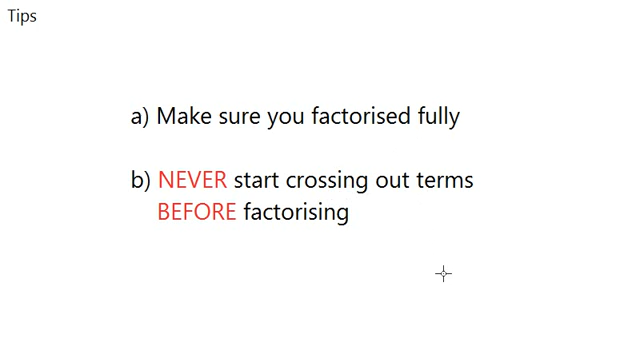 Tips
a) Make sure you factorised fully
b) NEVER start crossing out terms
BEFORE factorising